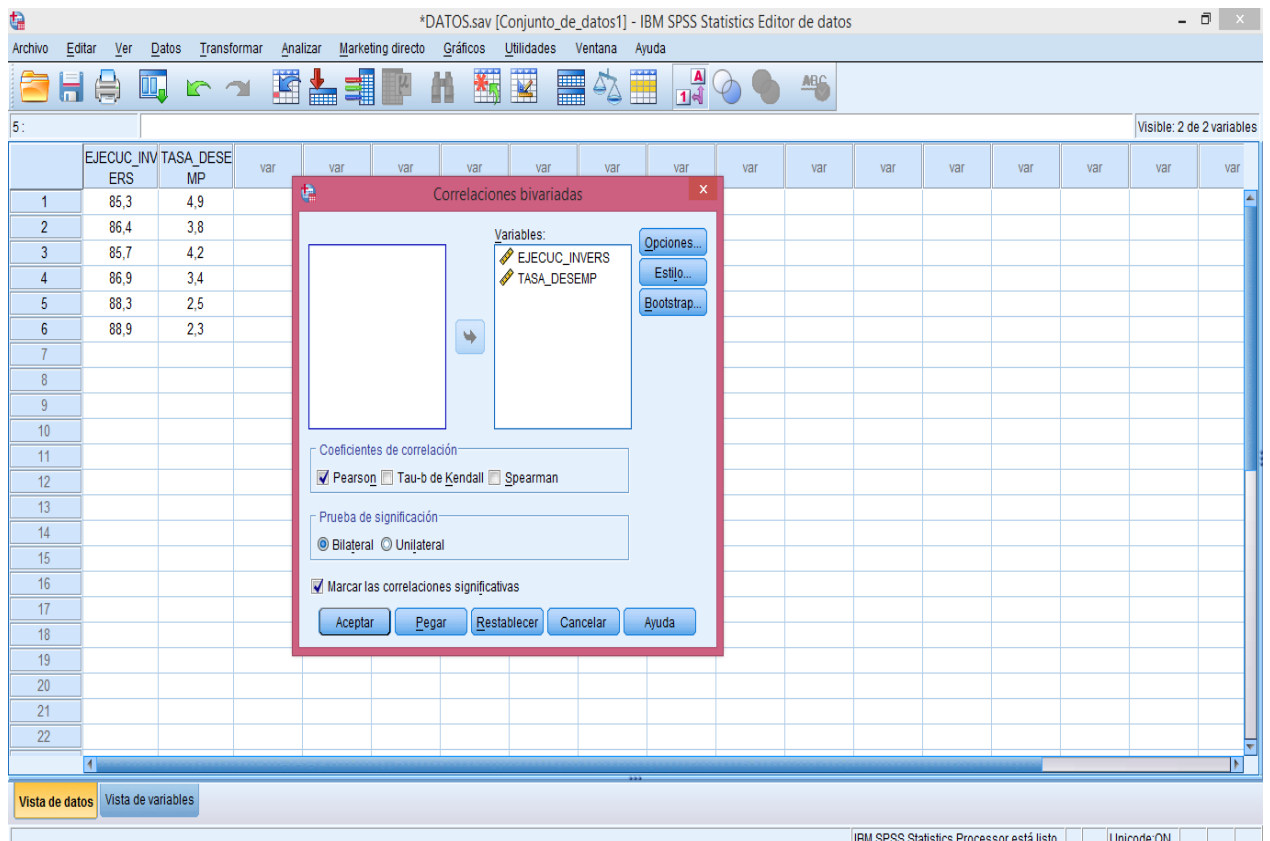 *DATOS.sav [Conjunto_de_datos1] - IBM SPSS Statistics Editor de datos
Archivo Editar Ver Datos Transformar Analizar Marketing directo Gráficos Utilidades Ventana Ayuda
5 :
Visible: 2 de 2 variables
EJECUC_INVERS TASA_DESEMP var var var var var var var var var var var var var var var
1 85,3 4,9
2 86,4 3,8
3 85,7 4,2
4 86,9 3,4
5 88,3 2,5
6 88,9 2,3
7
8
9
10
11
12
13
14
15
16
17
18
19
20
21
22
Correlaciones bivariadas
Variables:
EJECUC_INVERS
TASA_DESEMP
Opciones...
Estilo...
Bootstrap...
Coeficientes de correlación
Pearson Tau-b de Kendall Spearman
Prueba de significación
Bilateral Unilateral
Marcar las correlaciones significativas
Aceptar Pegar Restablecer Cancelar Ayuda
Vista de datos Vista de variables
IBM SPSS Statistics Processor está listo Unicode:ON